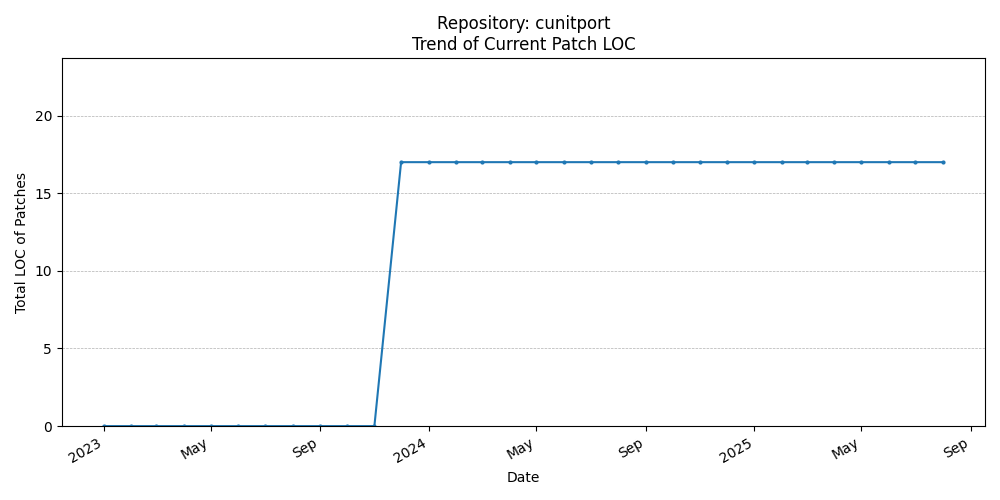 Repository: cunitport
Trend of Current Patch LOC
Total LOC of Patches
20
15
10
5
0
2023
May
Sep
2024
May
Sep
2025
May
Sep
Date